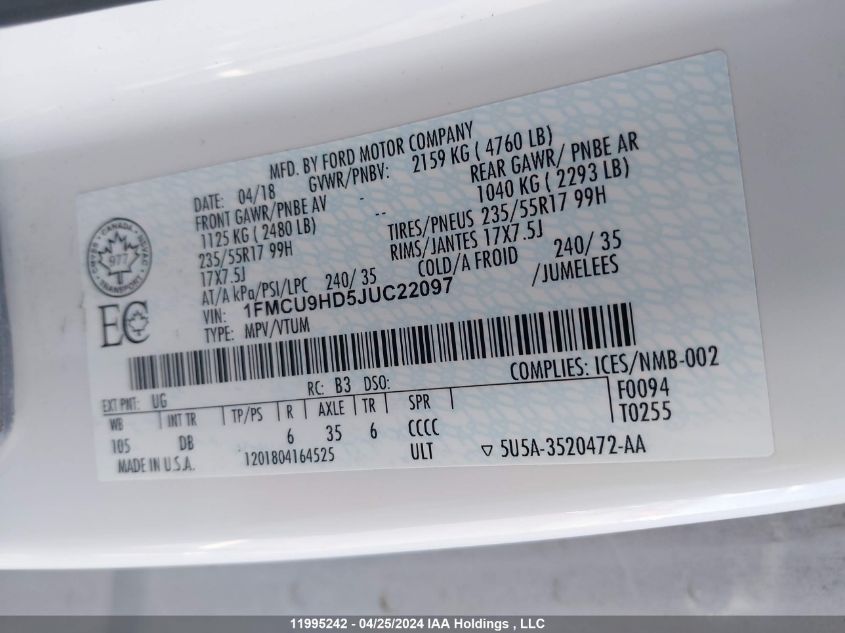 MFD. BY FORD MOTOR COMPANY
DATE: 04/18 GVWR/PNBV: 2159 KG ( 4760 LB)
FRONT GAWR/PNBE AV - REAR GAWR/ PNBE AR
1125 KG ( 2480 LB) -- 1040 KG ( 2293 LB)
235/55R17 99H TIRES/PNEUS 235/55R17 99H
17X7.5J RIMS/JANTES 17X7.5J
AT/A kPa/PSI/LPC 240/ 35 COLD/A FROID 240/ 35
VIN: 1FMCU9HD5JUC22097 /JUMELEES
TYPE: MPV/VTUM
CANADA
977
TRANSPORT
EC
RC: B3 DSO: COMPLIES: ICES/NMB-002
EXT PNT: UG F0094
WB INT TR TP/PS R AXLE TR SPR T0255
105 DB 6 35 6 CCCC
MADE IN U.S.A. 1201804164525 ULT 5U5A-3520472-AA
11995242 - 04/25/2024 IAA Holdings , LLC